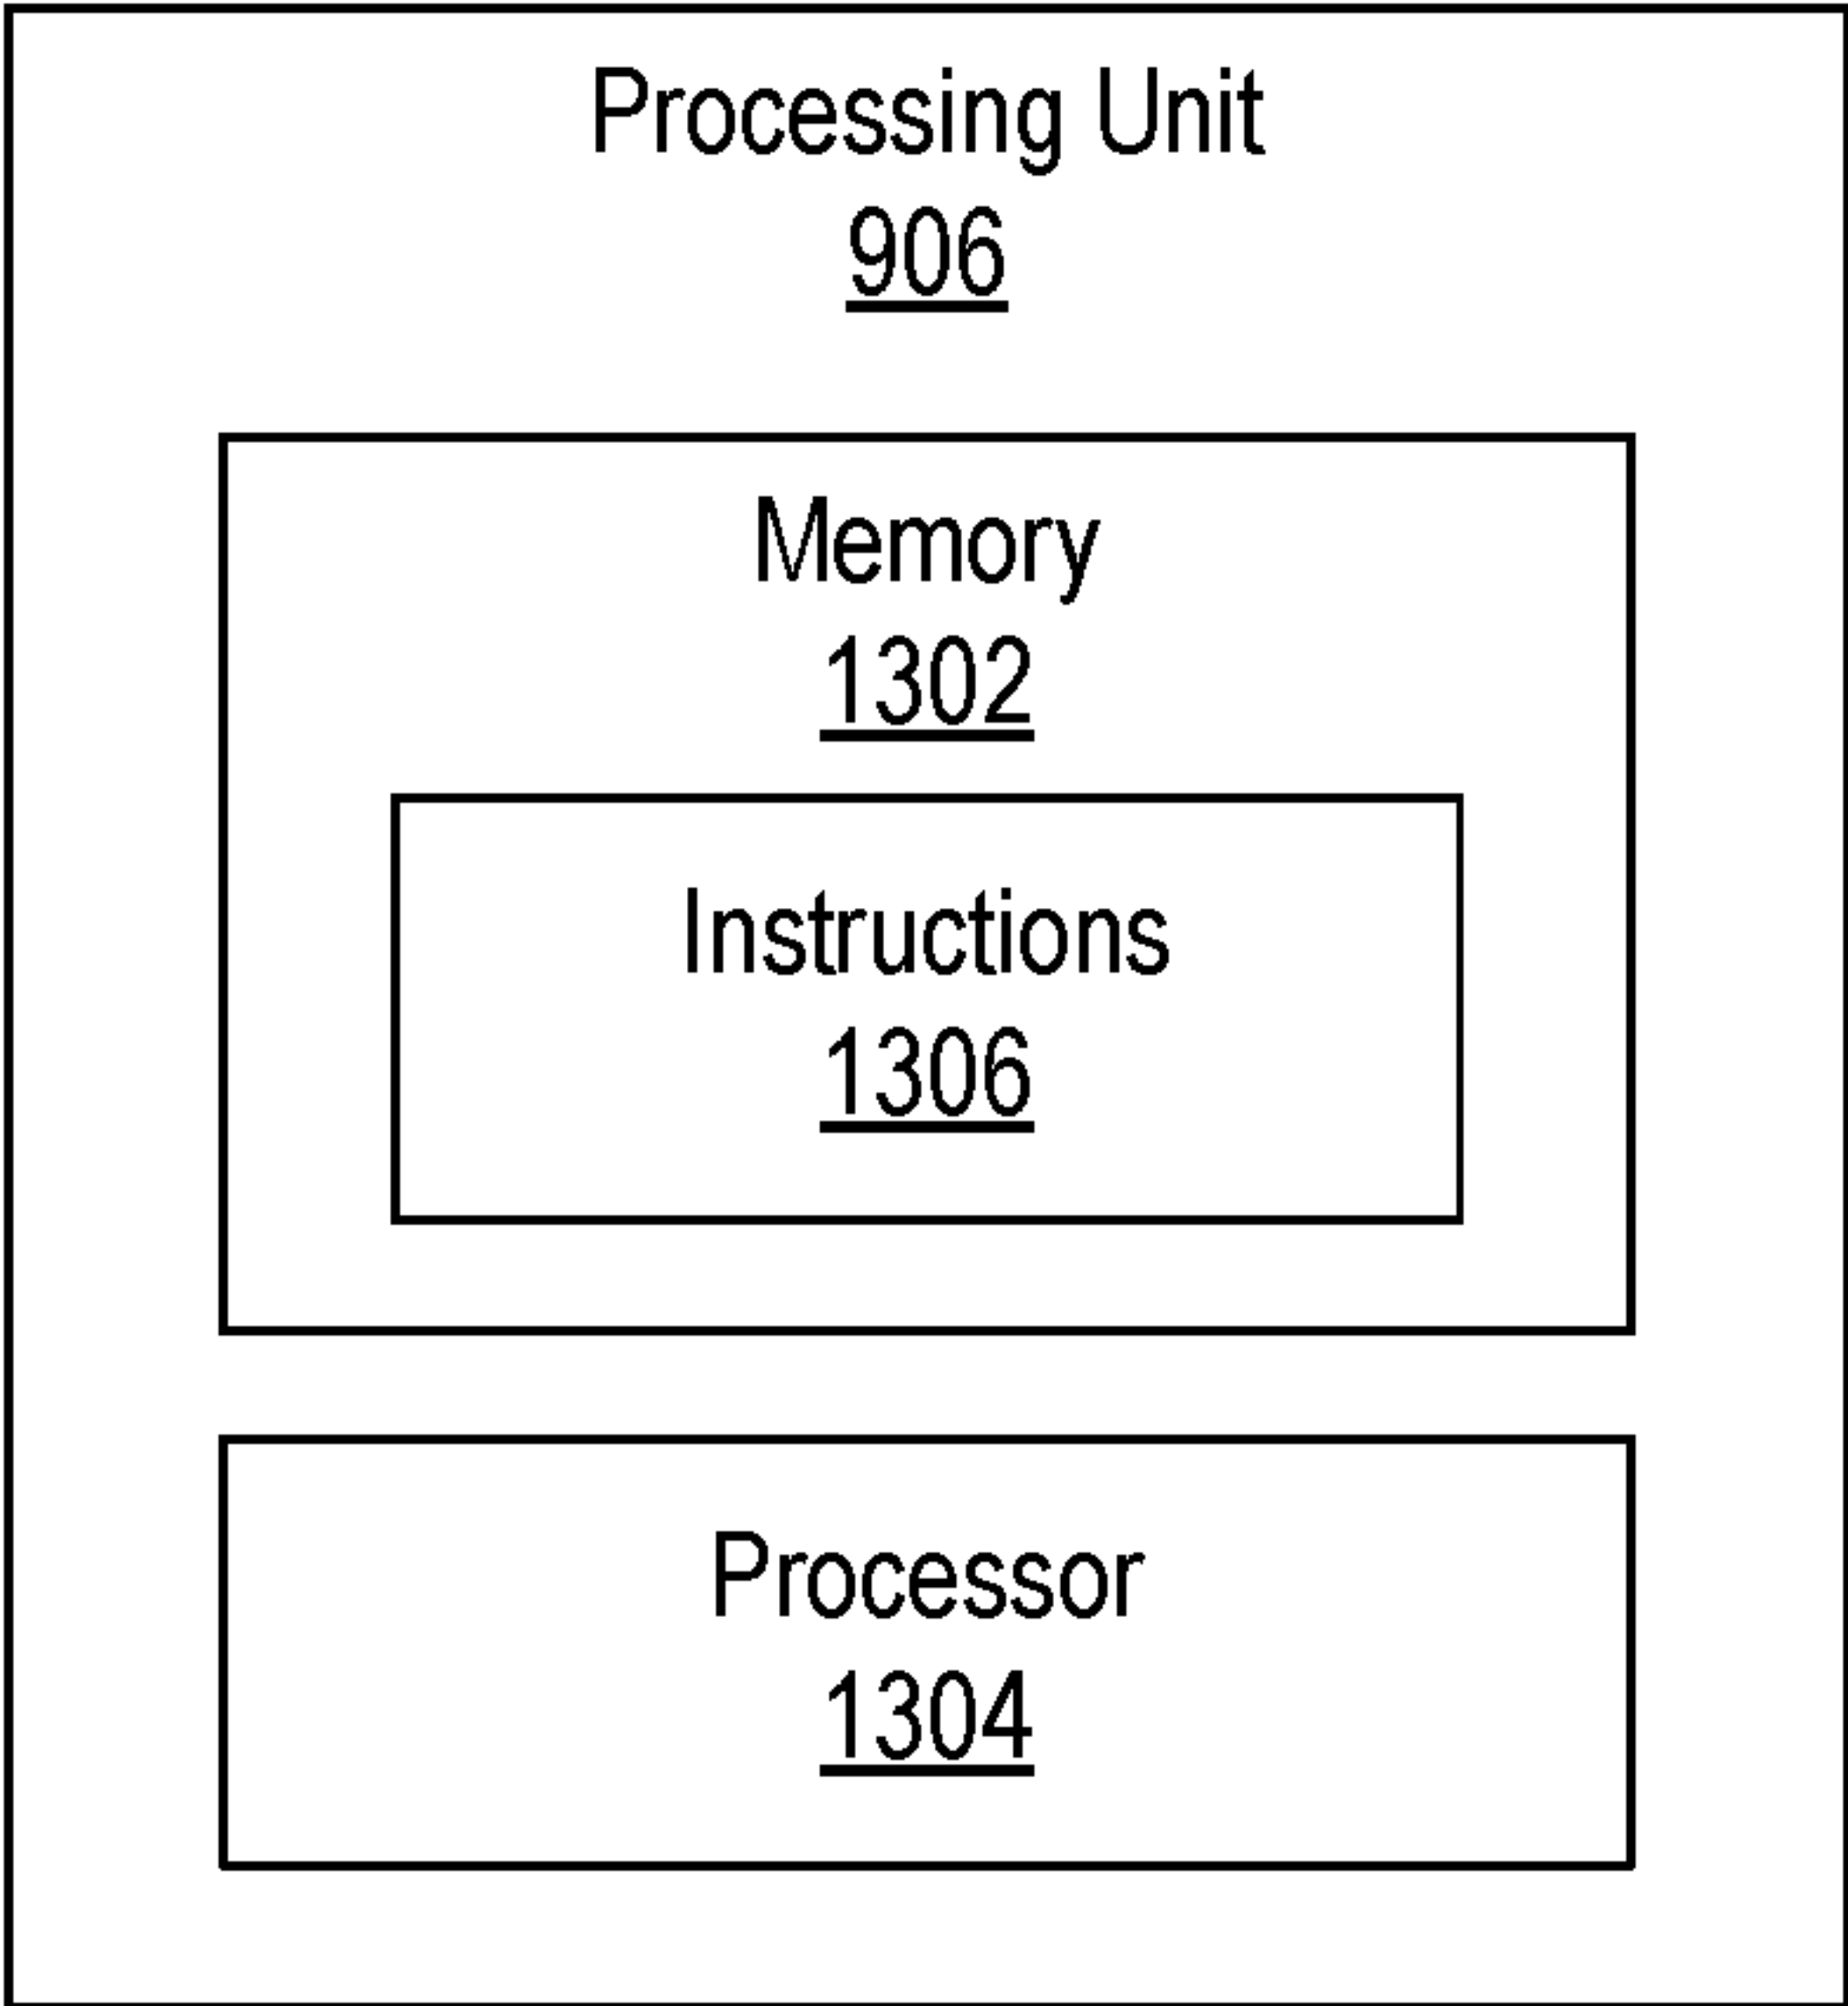 Processing Unit
906
Memory
1302
Instructions
1306
Processor
1304